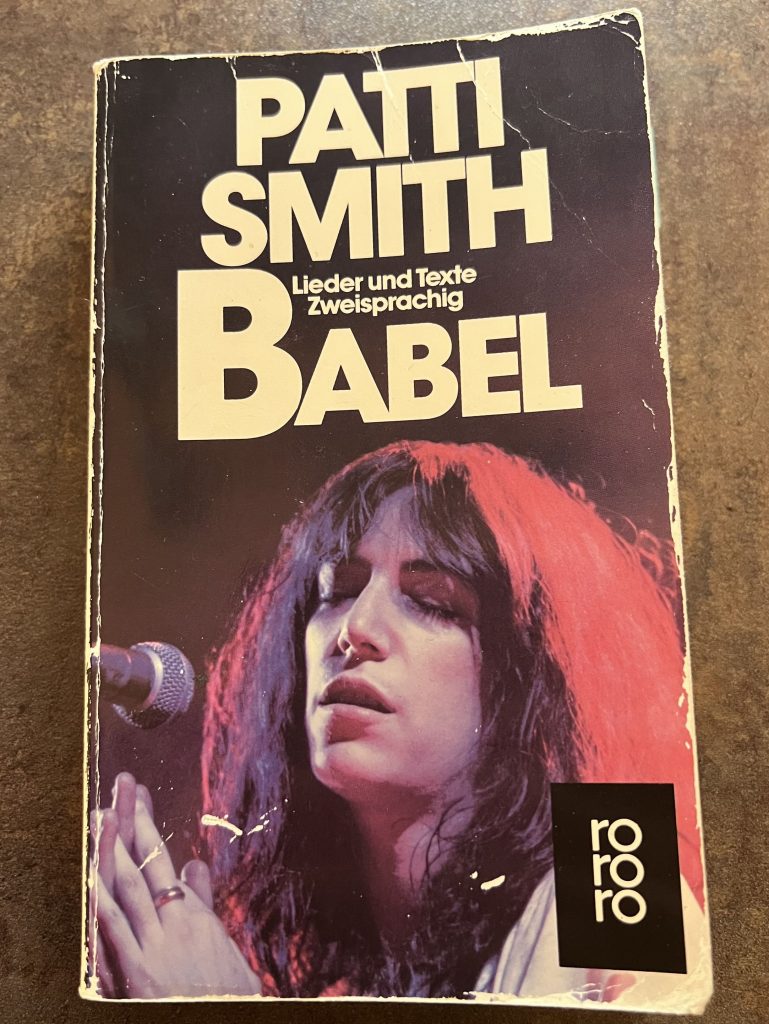 PATTI
SMITH
Lieder und Texte
Zweisprachig
BABEL
ro
ro
ro